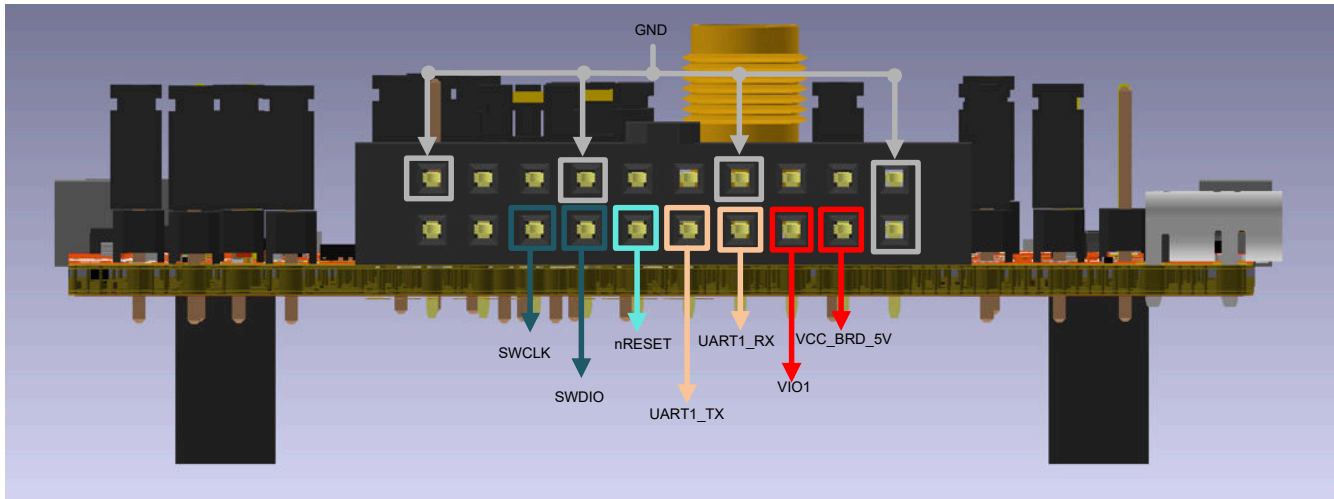 GND
SWCLK
nRESET
UART1_RX
VCC_BRD_5V
SWDIO
VIO1
UART1_TX